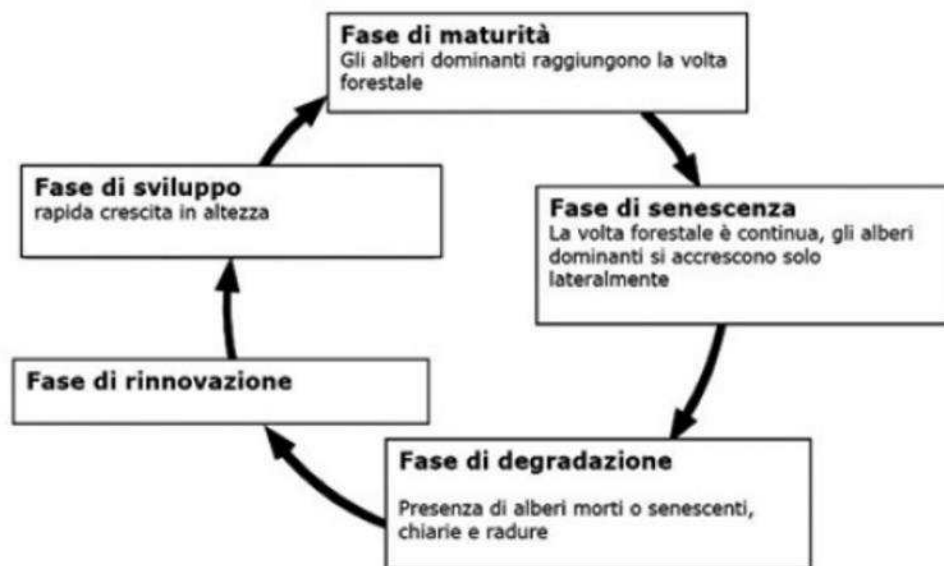 Fase di maturità
Gli alberi dominanti raggiungono la volta
forestale
Fase di sviluppo
rapida crescita in altezza
Fase di senescenza
La volta forestale è continua, gli alberi
dominanti si accrescono solo
lateralmente
Fase di rinnovazione
Fase di degradazione
Presenza di alberi morti o senescenti,
chiarie e radure